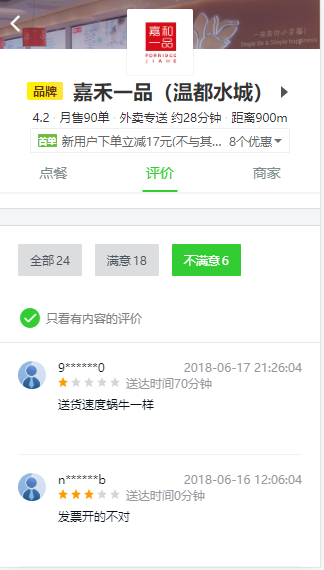 一碗很有粥的小幸福!
Simple life & Simple happiness
嘉和
一品
PORRIDGE
JIAHE
品牌 嘉禾一品（温都水城）
4.2 · 月售90单 · 外卖专送 约28分钟 · 距离900m
首单 新用户下单立减17元(不与其... 8个优惠
点餐 评价 商家
全部24 满意18 不满意6
只看有内容的评价
9******0 2018-06-17 21:26:04
送达时间70分钟
送货速度蜗牛一样
n******b 2018-06-16 12:06:04
送达时间0分钟
发票开的不对